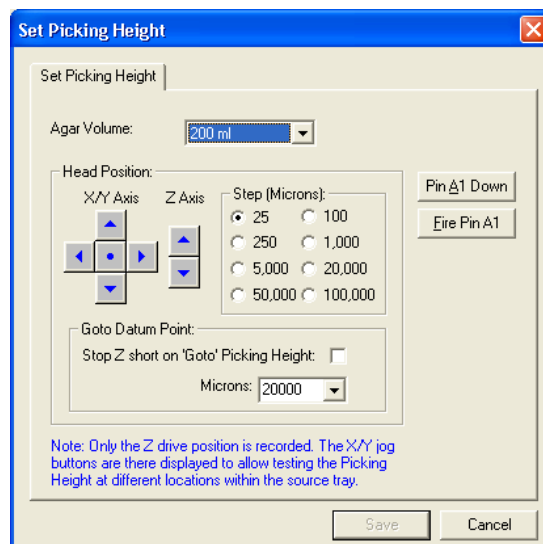 Set Picking Height
Set Picking Height
Agar Volume: 200 ml
Head Position:
X/Y Axis Z Axis Step (Microns):
25 100
250 1,000
5,000 20,000
50,000 100,000
Pin A1 Down
Fire Pin A1
Goto Datum Point:
Stop Z short on 'Goto' Picking Height:
Microns: 20000
Note: Only the Z drive position is recorded. The X/Y jog
buttons are there displayed to allow testing the Picking
Height at different locations within the source tray.
Save Cancel